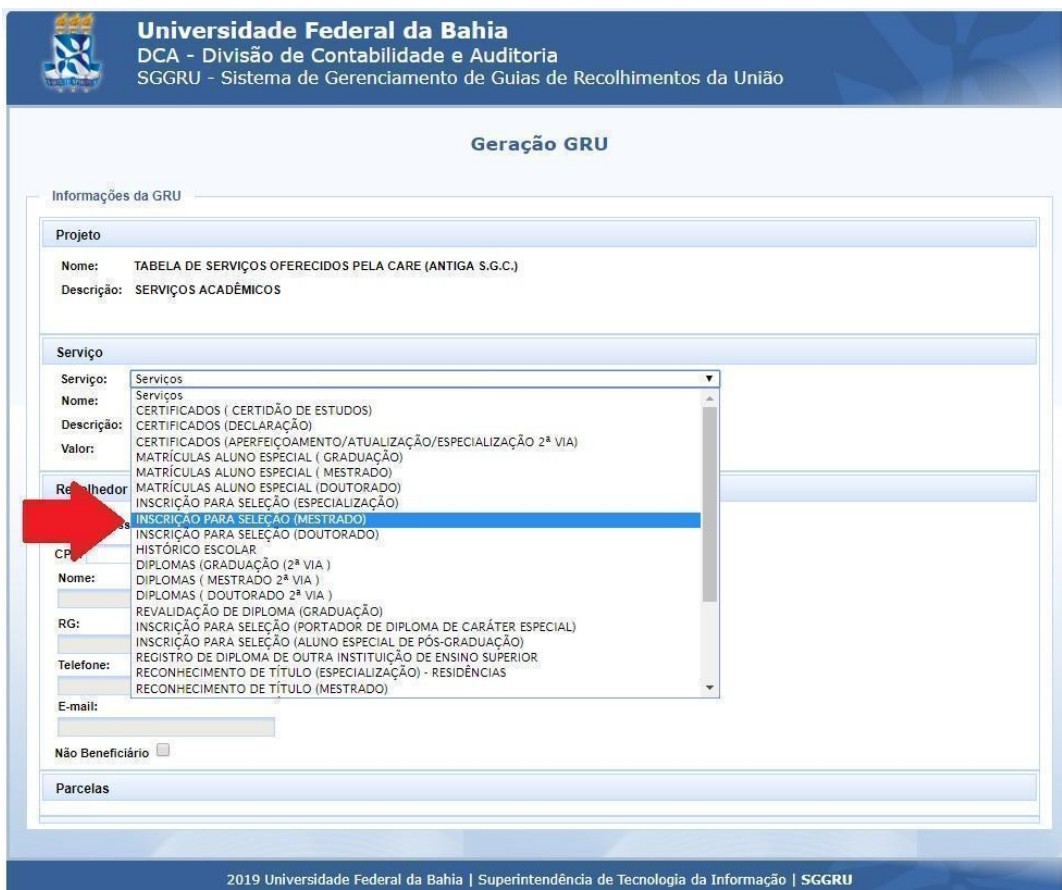 Universidade Federal da Bahia
DCA - Divisão de Contabilidade e Auditoria
SGGRU - Sistema de Gerenciamento de Guias de Recolhimentos da União
Geração GRU
Informações da GRU
Projeto
Nome: TABELA DE SERVIÇOS OFERECIDOS PELA CARE (ANTIGA S.G.C.)
Descrição: SERVIÇOS ACADÊMICOS
Serviço
Serviço: Serviços
Nome: Serviços
CERTIFICADOS ( CERTIDÃO DE ESTUDOS)
Descrição: CERTIFICADOS (DECLARAÇÃO)
CERTIFICADOS (APERFEIÇOAMENTO/ATUALIZAÇÃO/ESPECIALIZAÇÃO 2ª VIA)
Valor: MATRÍCULAS ALUNO ESPECIAL ( GRADUAÇÃO)
MATRÍCULAS ALUNO ESPECIAL ( MESTRADO)
MATRÍCULAS ALUNO ESPECIAL (DOUTORADO)
INSCRIÇÃO PARA SELEÇÃO (ESPECIALIZAÇÃO)
INSCRIÇÃO PARA SELEÇÃO (MESTRADO)
INSCRIÇÃO PARA SELEÇÃO (DOUTORADO)
HISTÓRICO ESCOLAR
DIPLOMAS (GRADUAÇÃO (2ª VIA )
Nome: DIPLOMAS ( MESTRADO 2ª VIA )
DIPLOMAS ( DOUTORADO 2ª VIA )
REVALIDAÇÃO DE DIPLOMA (GRADUAÇÃO)
RG: INSCRIÇÃO PARA SELEÇÃO (PORTADOR DE DIPLOMA DE CARÁTER ESPECIAL)
INSCRIÇÃO PARA SELEÇÃO (ALUNO ESPECIAL DE PÓS-GRADUAÇÃO)
Telefone: REGISTRO DE DIPLOMA DE OUTRA INSTITUIÇÃO DE ENSINO SUPERIOR
RECONHECIMENTO DE TÍTULO (ESPECIALIZAÇÃO) - RESIDÊNCIAS
RECONHECIMENTO DE TÍTULO (MESTRADO)
E-mail:
Não Beneficiário
Parcelas
2019 Universidade Federal da Bahia | Superintendência de Tecnologia da Informação | SGGRU